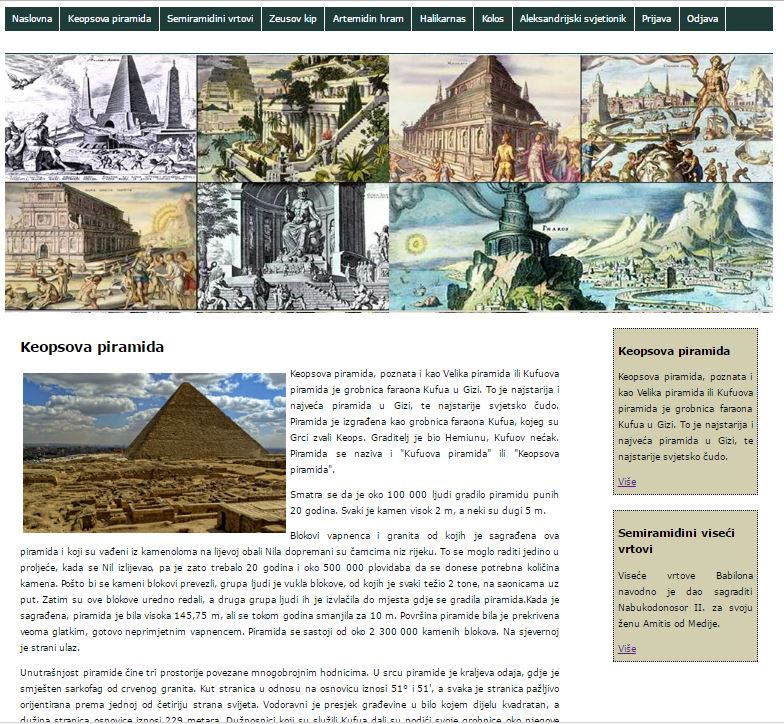 Naslovna Keopsova piramida Semiramidini vrtovi Zeusov kip Artemidin hram Halikarnas Kolos Aleksandrijski svjetionik Prijava Odjava
PHAROS
Keopsova piramida
Keopsova piramida, poznata i kao Velika piramida ili Kufuova
piramida je grobnica faraona Kufua u Gizi. To je najstarija i
najveća piramida u Gizi, te najstarije svjetsko čudo.
Piramida je izgrađena kao grobnica faraona Kufua, kojeg su
Grci zvali Keops. Graditelj je bio Hemiunu, Kufuov nećak.
Piramida se naziva i "Kufuova piramida" ili "Keopsova
piramida".
Smatra se da je oko 100 000 ljudi gradilo piramidu punih
20 godina. Svaki je kamen visok 2 m, a neki su dugi 5 m.
Blokovi vapnenca i granita od kojih je sagrađena ova
piramida i koji su vađeni iz kamenoloma na lijevoj obali Nila dopremani su čamcima niz rijeku. To se moglo raditi jedino u
proljeće, kada se Nil izlijevao, pa je zato trebalo 20 godina i oko 500 000 plovidaba da se donese potrebna količina
kamena. Pošto bi se kameni blokovi prevezli, grupa ljudi je vukla blokove, od kojih je svaki težio 2 tone, na saonicama uz
put. Zatim su ove blokove uredno redali, a druga grupa ljudi ih je izvlačila do mjesta gdje se gradila piramida.Kada je
sagrađena, piramida je bila visoka 145,75 m, ali se tokom godina smanjila za 10 m. Površina piramide bila je prekrivena
veoma glatkim, gotovo neprimjetnim vapnencem. Piramida se sastoji od oko 2 300 000 kamenih blokova. Na sjevernoj
je strani ulaz.
Unutrašnjost piramide čine tri prostorije povezane mnogobrojnim hodnicima. U srcu piramide je kraljeva odaja, gdje je
smješten sarkofag od crvenog granita. Kut stranica u odnosu na osnovicu iznosi 51º i 51', a svaka je stranica pažljivo
orijentirana prema jednoj od četiriju strana svijeta. Vodoravni je presjek građevine u bilo kojem dijelu kvadratan, a
dužina stranica osnovice iznosi 229 metara. Dužnosnici koji su služili Kufua dali su podići svoje grobnice oko njegove
Keopsova piramida
Keopsova piramida, poznata i
kao Velika piramida ili Kufuova
piramida je grobnica faraona
Kufua u Gizi. To je najstarija i
najveća piramida u Gizi, te
najstarije svjetsko čudo.
Više
Semiramidini viseći
vrtovi
Viseće vrtove Babilona
navodno je dao sagraditi
Nabukodonosor II. za svoju
ženu Amitis od Medije.
Više